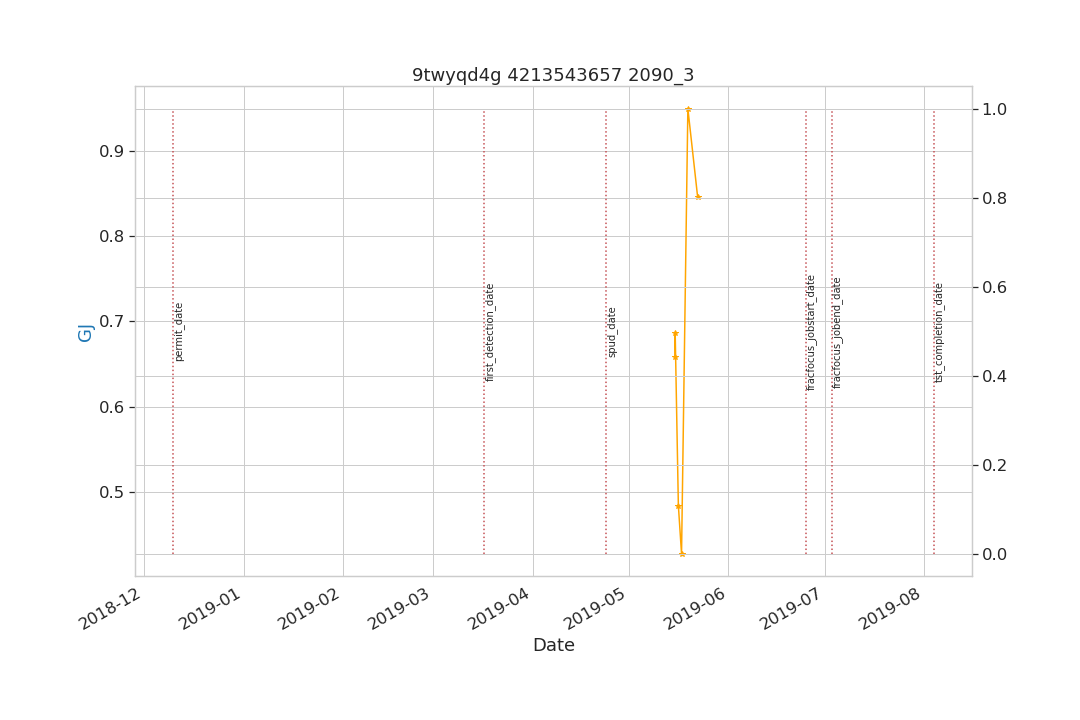 9twyqd4g 4213543657 2090_3
GJ
0.9
0.8
0.7
0.6
0.5
1.0
0.8
0.6
0.4
0.2
0.0
permit_date
first_detection_date
spud_date
fracfocus_jobstart_date
fracfocus_jobend_date
tst_completion_date
2018-12
2019-01
2019-02
2019-03
2019-04
2019-05
2019-06
2019-07
2019-08
Date